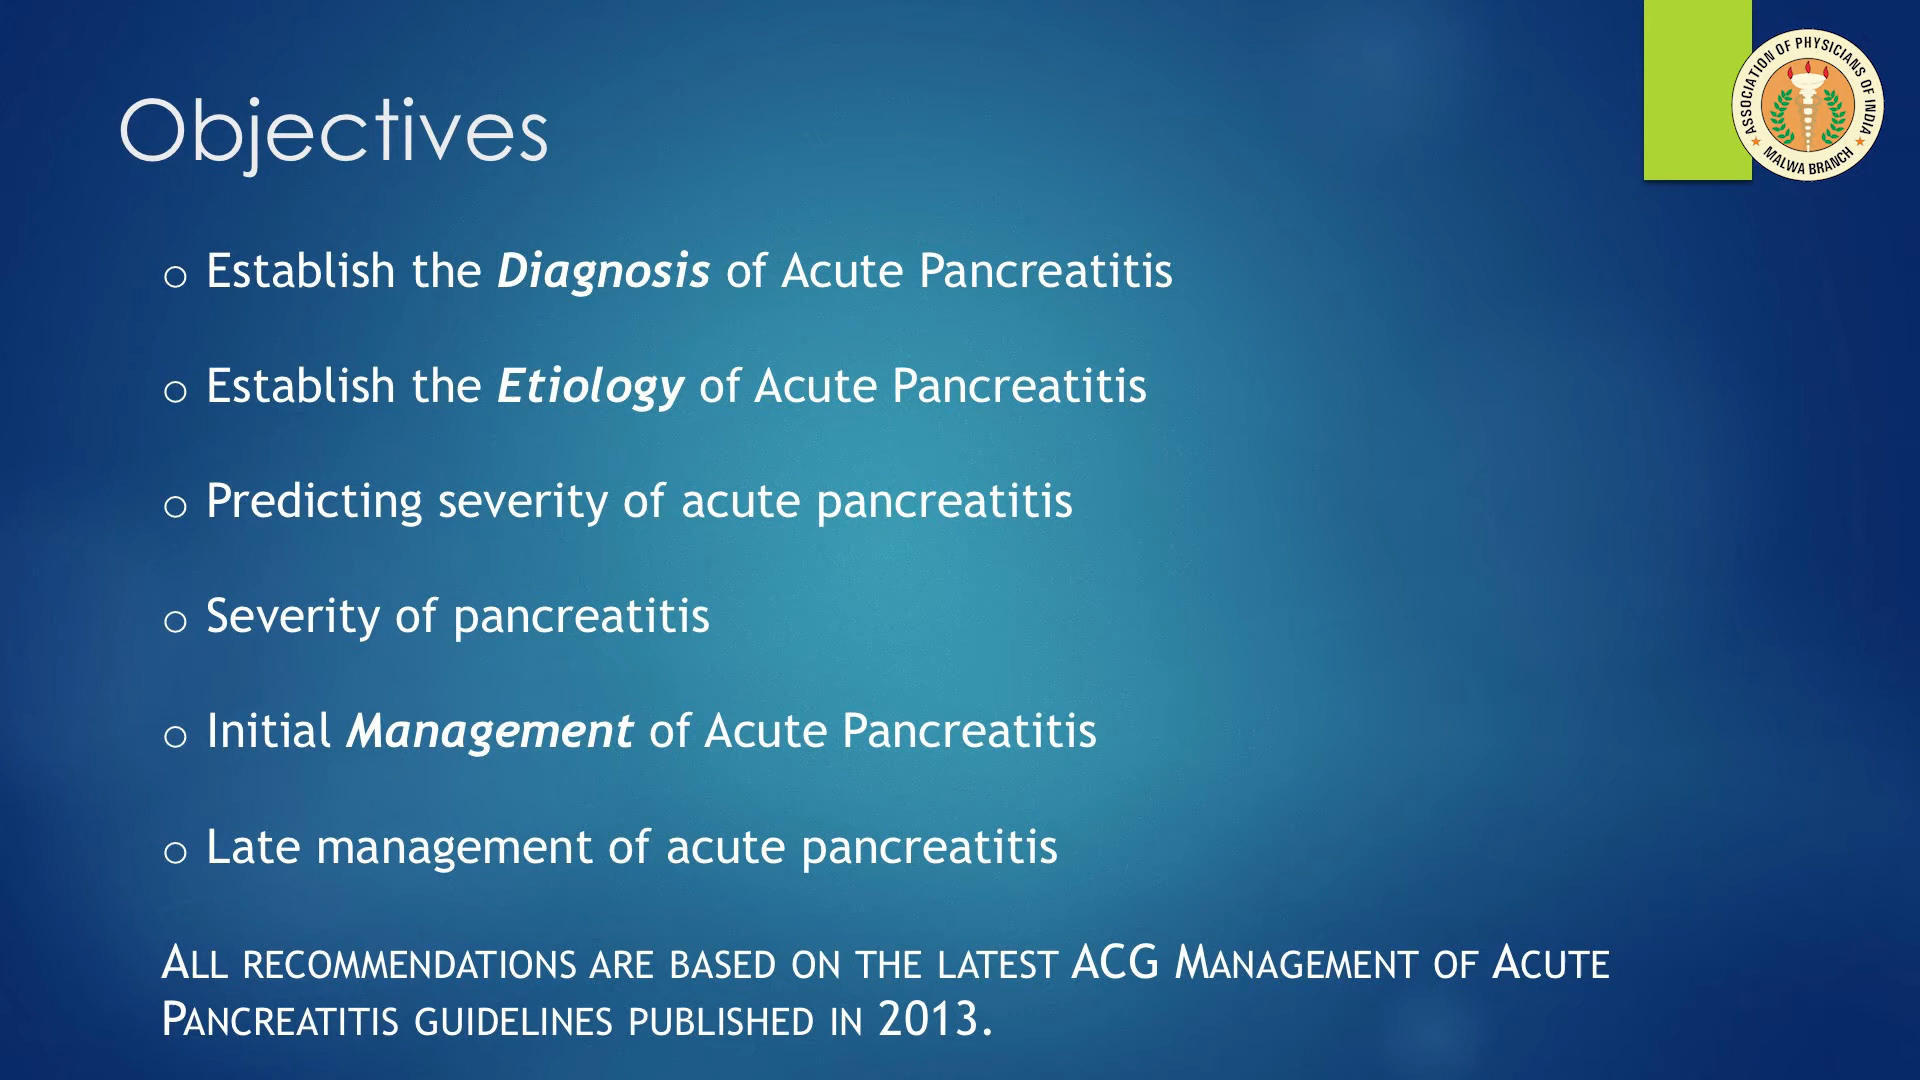 Objectives
ASSOCIATION OF PHYSICIANS OF INDIA
MALWA BRANCH
o Establish the Diagnosis of Acute Pancreatitis
o Establish the Etiology of Acute Pancreatitis
o Predicting severity of acute pancreatitis
o Severity of pancreatitis
o Initial Management of Acute Pancreatitis
o Late management of acute pancreatitis
ALL RECOMMENDATIONS ARE BASED ON THE LATEST ACG MANAGEMENT OF ACUTE
PANCREATITIS GUIDELINES PUBLISHED IN 2013.